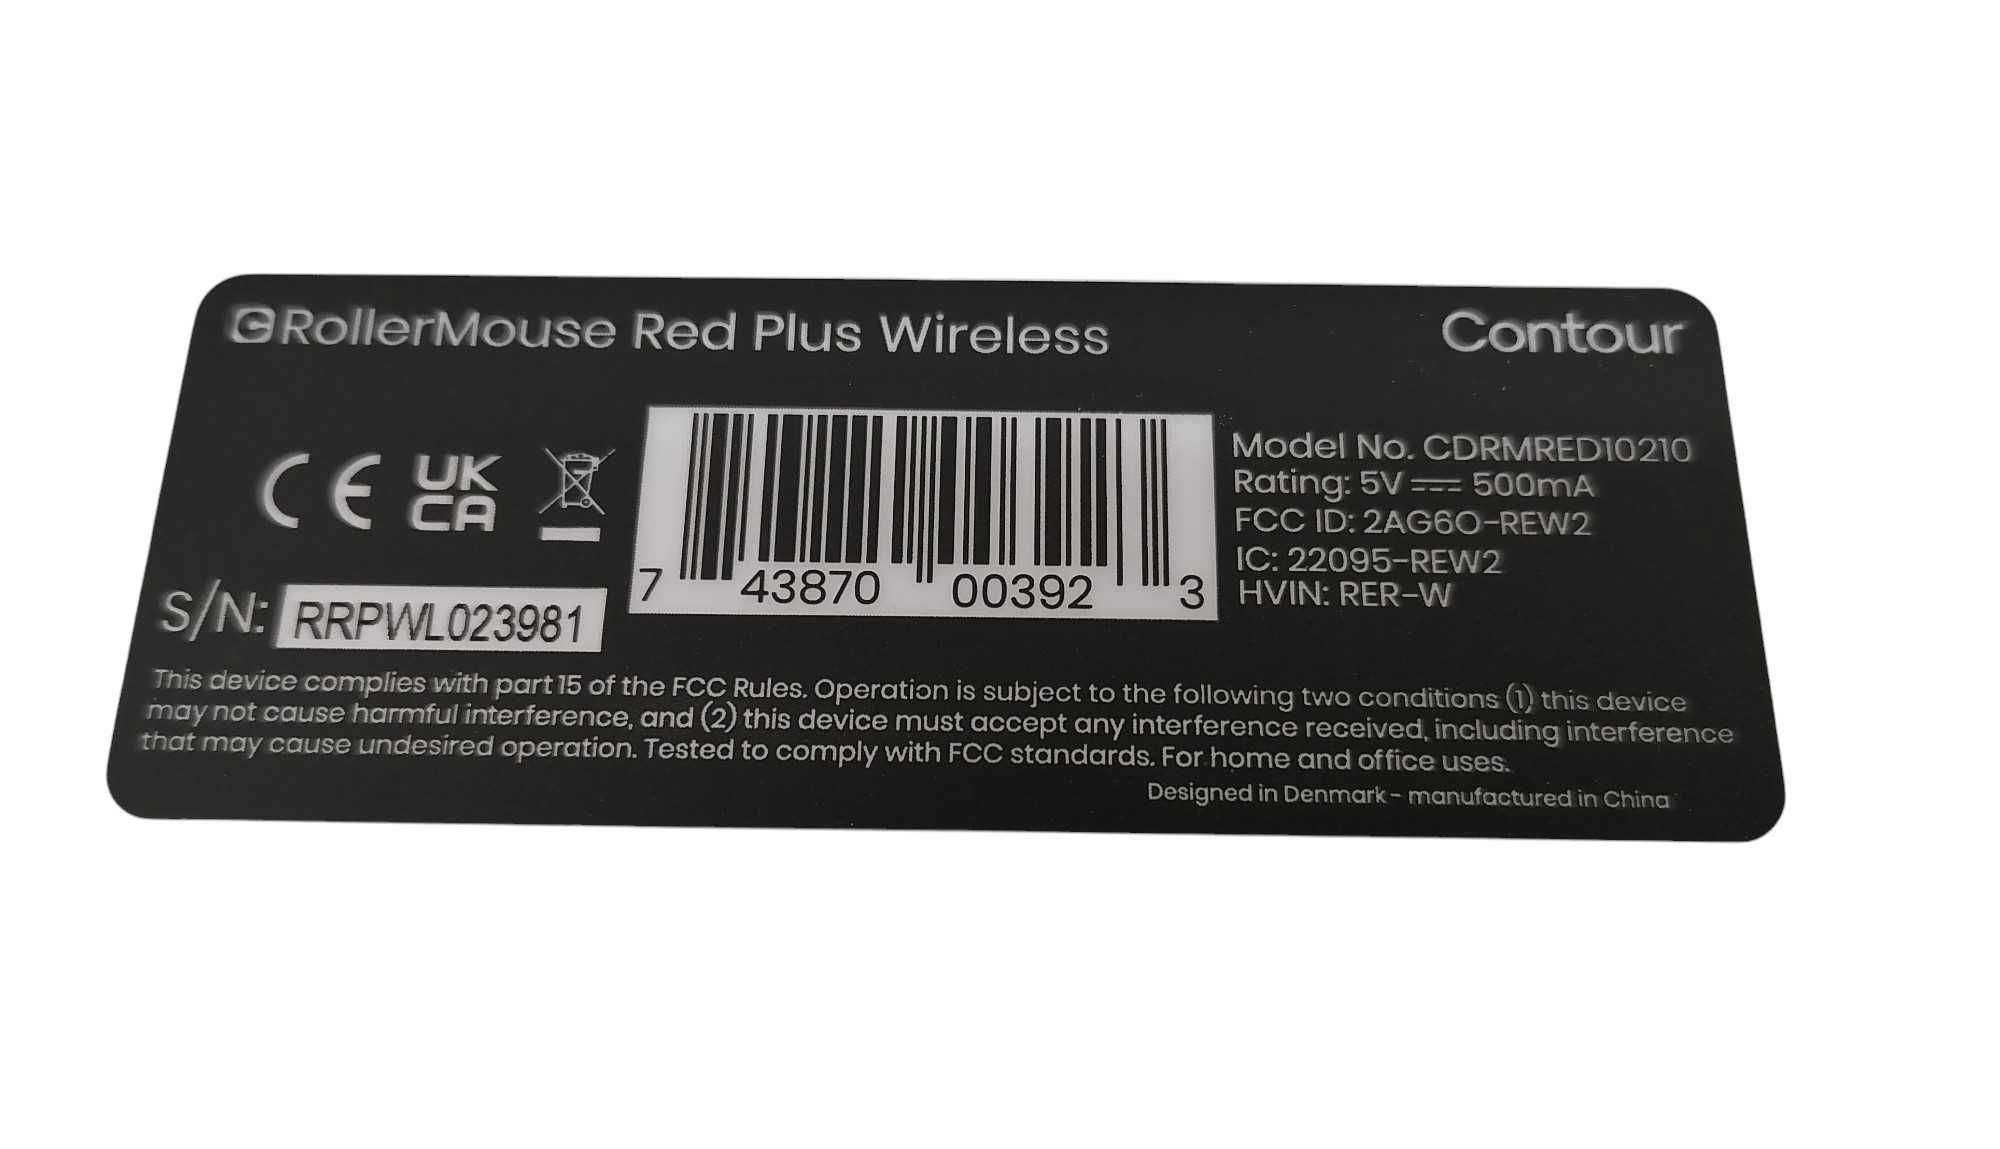 RollerMouse Red Plus Wireless
Contour
CE
UK
CA
S/N: RRPWL023981
7 43870 00392 3
Model No. CDRMRED10210
Rating: 5V ⎓ 500mA
FCC ID: 2AG6O-REW2
IC: 22095-REW2
HVIN: RER-W
This device complies with part 15 of the FCC Rules. Operation is subject to the following two conditions (1) this device
may not cause harmful interference, and (2) this device must accept any interference received, including interference
that may cause undesired operation. Tested to comply with FCC standards. For home and office uses.
Designed in Denmark - manufactured in China